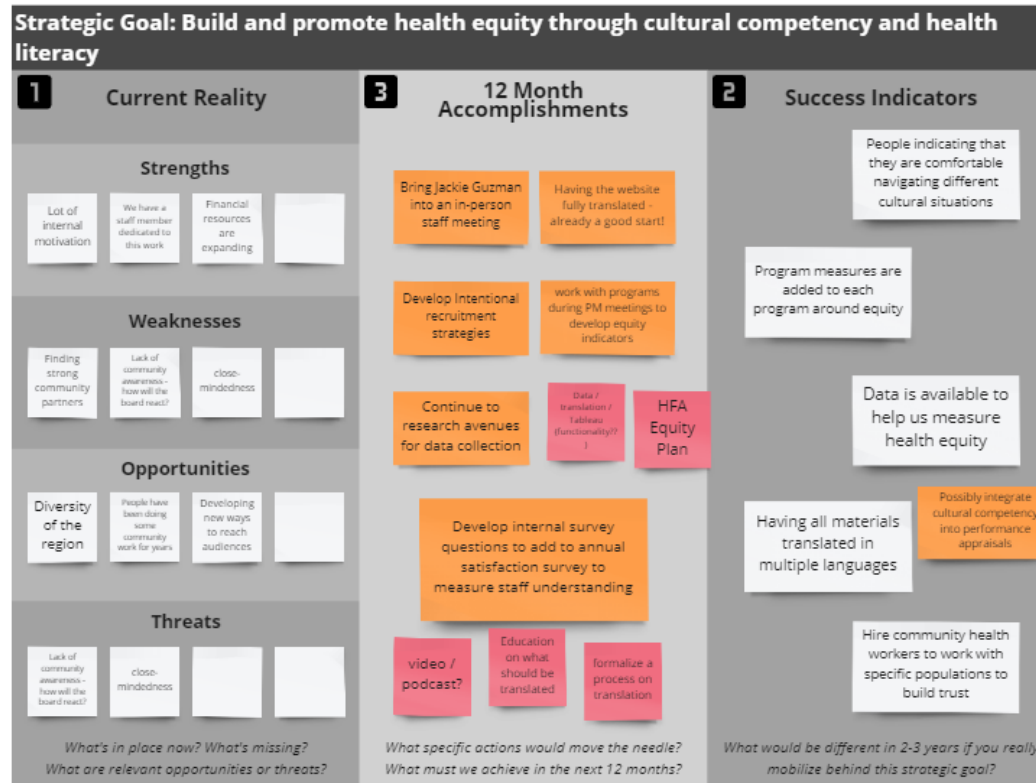 Strategic Goal: Build and promote health equity through cultural competency and health
literacy
1
Current Reality
Strengths
Lot of
internal
motivation
We have a
staff member
dedicated to
this work
Financial
resources
are
expanding
Weaknesses
Finding
strong
community
partners
Lack of
community
awareness -
how will the
board react?
close-
mindedness
Opportunities
Diversity
of the
region
People have
been doing
some
community
work for years
Developing
new ways
to reach
audiences
Threats
Lack of
community
awareness -
how will the
board react?
close-
mindedness
What's in place now? What's missing?
What are relevant opportunities or threats?
3
12 Month
Accomplishments
Bring Jackie Guzman
into an in-person
staff meeting
Having the website
fully translated -
already a good start!
Develop Intentional
recruitment
strategies
work with programs
during PM meetings to
develop equity
indicators
Continue to
research avenues
for data collection
Data /
translation /
Tableau
(functionality??
)
HFA
Equity
Plan
Develop internal survey
questions to add to annual
satisfaction survey to
measure staff understanding
video /
podcast?
Education
on what
should be
translated
formalize a
process on
translation
What specific actions would move the needle?
What must we achieve in the next 12 months?
2
Success Indicators
People indicating that
they are comfortable
navigating different
cultural situations
Program measures are
added to each
program around equity
Data is available to
help us measure
health equity
Having all materials
translated in
multiple languages
Possibly integrate
cultural competency
into performance
appraisals
Hire community health
workers to work with
specific populations to
build trust
What would be different in 2-3 years if you really
mobilize behind this strategic goal?